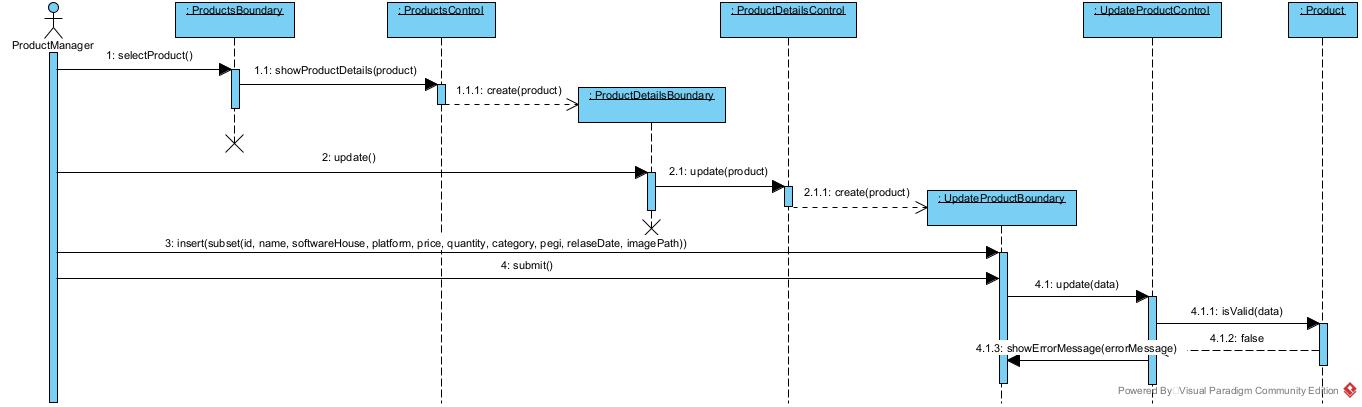 : ProductsBoundary
: ProductsControl
: ProductDetailsControl
: UpdateProductControl
: Product
ProductManager
1: selectProduct()
1.1: showProductDetails(product)
1.1.1: create(product)
: ProductDetailsBoundary
2: update()
2.1: update(product)
2.1.1: create(product)
: UpdateProductBoundary
3: insert(subset(id, name, softwareHouse, platform, price, quantity, category, pegi, relaseDate, imagePath))
4: submit()
4.1: update(data)
4.1.1: isValid(data)
4.1.2: false
4.1.3: showErrorMessage(errorMessage)
Powered By Visual Paradigm Community Edition